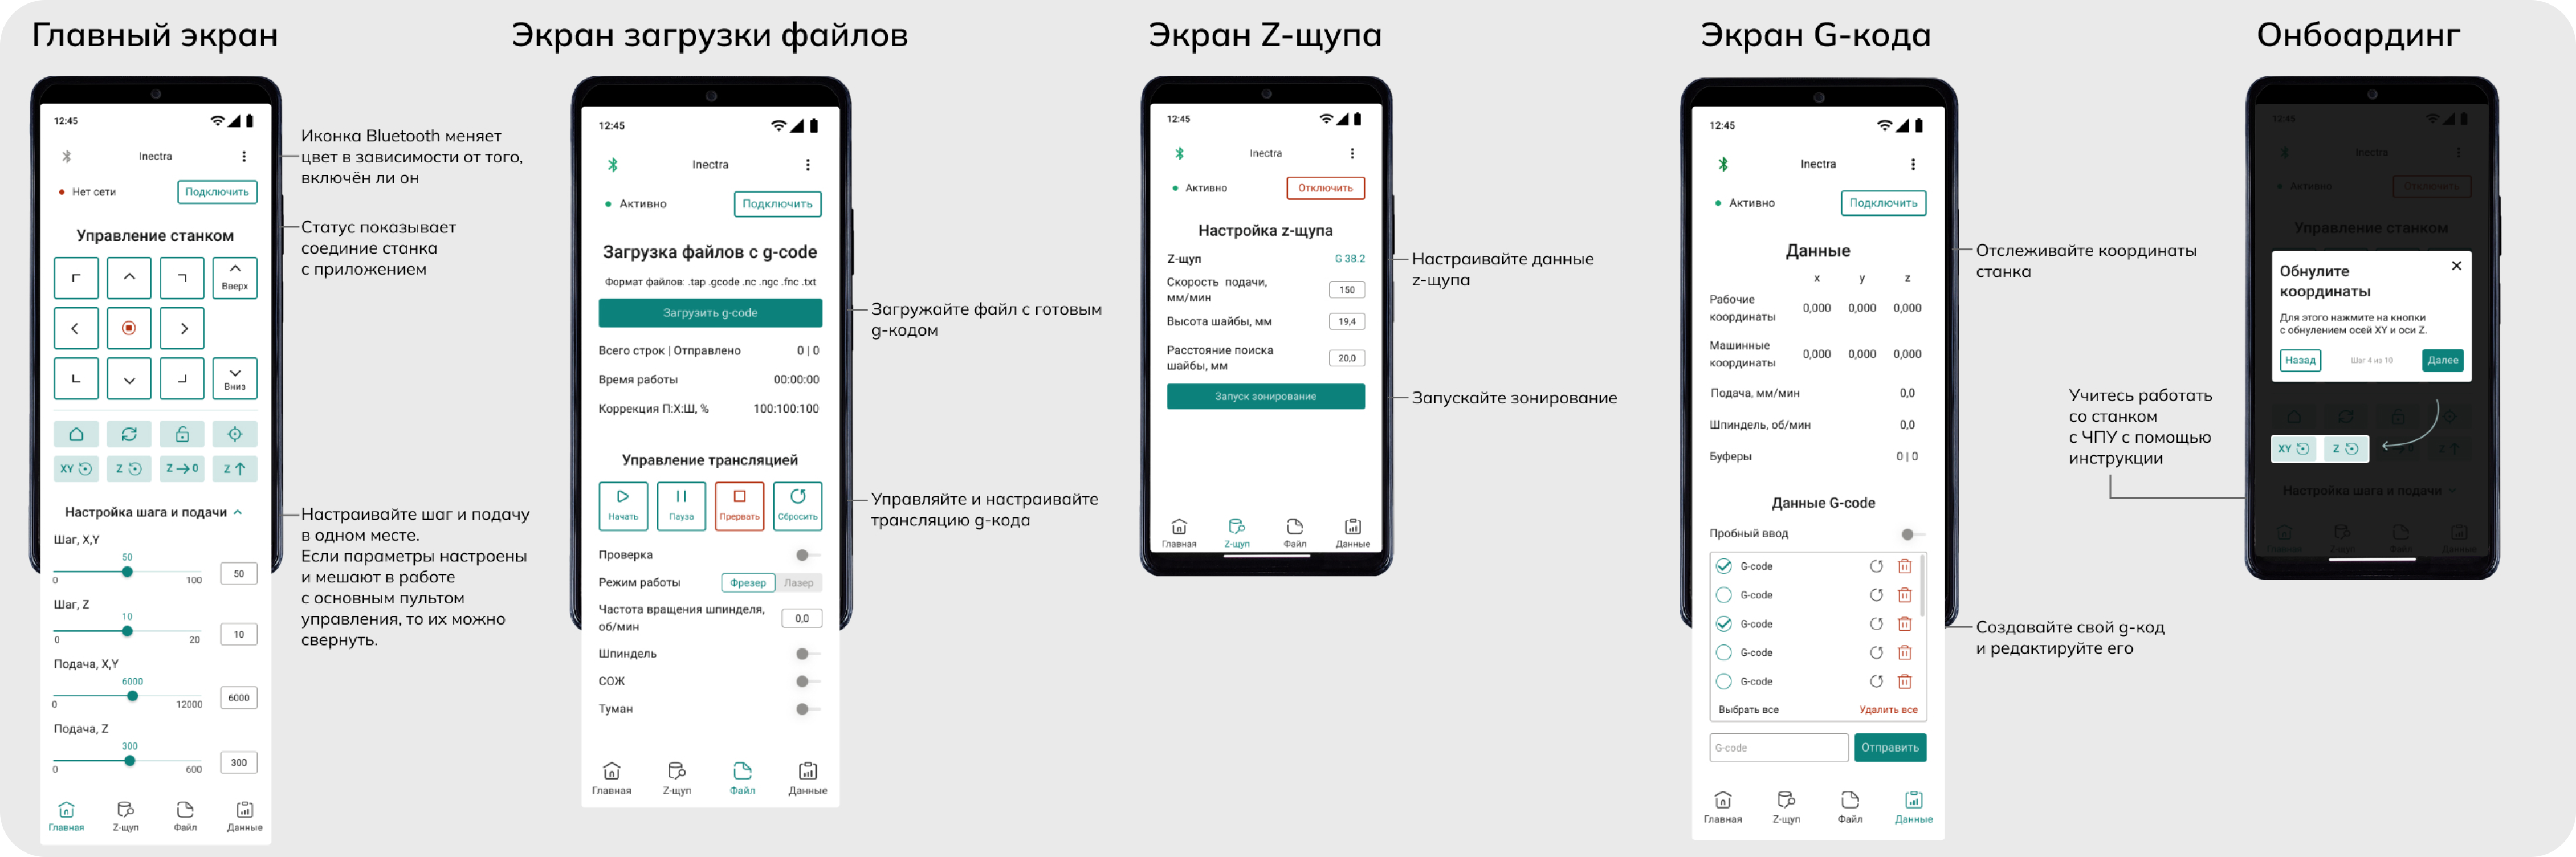 Главный экран
12:45
Inectra
Нет сети
Подключить
Управление станком
Вверх
Вниз
XY
Z
Z→0
Z↑
Настройка шага и подачи
Шаг, X,Y
50
0
100
50
Шаг, Z
10
0
20
10
Подача, X,Y
6000
0
12000
6000
Подача, Z
300
0
600
300
Главная
Z-щуп
Файл
Данные
Иконка Bluetooth меняет
цвет в зависимости от того,
включён ли он
Статус показывает
соединие станка
с приложением
Настраивайте шаг и подачу
в одном месте.
Если параметры настроены
и мешают в работе
с основным пультом
управления, то их можно
свернуть.
Экран загрузки файлов
12:45
Inectra
Активно
Подключить
Загрузка файлов с g-code
Формат файлов: .tap .gcode .nc .ngc .fnc .txt
Загрузить g-code
Всего строк | Отправлено 0 | 0
Время работы 00:00:00
Коррекция П:Х:Ш, % 100:100:100
Управление трансляцией
Начать
Пауза
Прервать
Сбросить
Проверка
Режим работы Фрезер Лазер
Частота вращения шпинделя,
об/мин
0,0
Шпиндель
СОЖ
Туман
Главная
Z-щуп
Файл
Данные
Загружайте файл с готовым
g-кодом
Управляйте и настраивайте
трансляцию g-кода
Экран Z-щупа
12:45
Inectra
Активно
Отключить
Настройка z-щупа
Z-щуп G 38.2
Скорость подачи,
мм/мин
150
Высота шайбы, мм 19,4
Расстояние поиска
шайбы, мм
20,0
Запуск зонирование
Главная
Z-щуп
Файл
Данные
Настраивайте данные
z-щупа
Запускайте зонирование
Экран G-кода
12:45
Inectra
Активно
Подключить
Данные
x y z
Рабочие
координаты
0,000 0,000 0,000
Машинные
координаты
0,000 0,000 0,000
Подача, мм/мин 0,0
Шпиндель, об/мин 0,0
Буферы 0 | 0
Данные G-code
Пробный ввод
G-code
G-code
G-code
G-code
G-code
Выбрать все Удалить все
G-code
Отправить
Главная
Z-щуп
Файл
Данные
Отслеживайте координаты
станка
Создавайте свой g-код
и редактируйте его
Онбоардинг
12:45
Inectra
Активно
Отключить
Управление станком
Обнулите
координаты
Для этого нажмите на кнопки
с обнулением осей XY и оси Z.
Назад
Шаг 4 из 10
Далее
XY
Z
Настройка шага и подачи
Главная
Z-щуп
Файл
Данные
Учитесь работать
со станком
с ЧПУ с помощью
инструкции